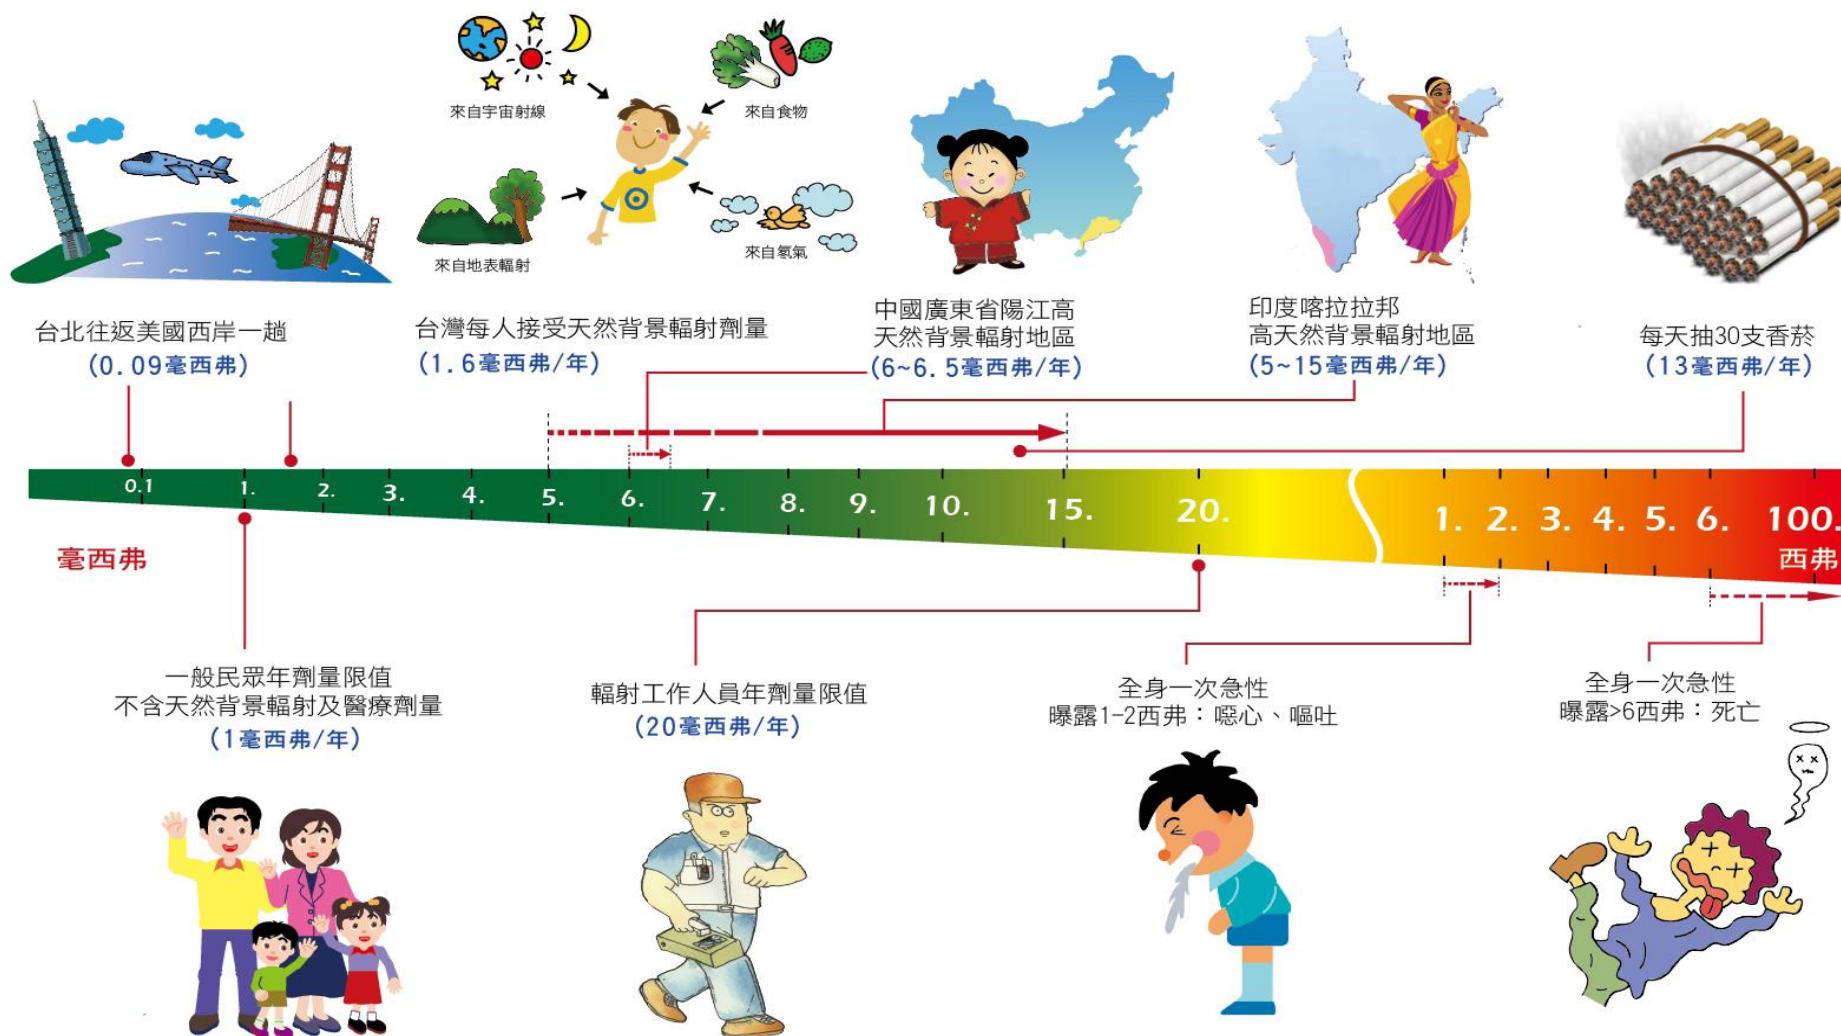 來自宇宙射線
來自食物
來自地表輻射
來自氡氣
台北往返美國西岸一趟
(0.09毫西弗)
台灣每人接受天然背景輻射劑量
(1.6毫西弗/年)
中國廣東省陽江高
天然背景輻射地區
(6~6.5毫西弗/年)
印度喀拉拉邦
高天然背景輻射地區
(5~15毫西弗/年)
每天抽30支香菸
(13毫西弗/年)
0.1 1. 2. 3. 4. 5. 6. 7. 8. 9. 10. 15. 20. 1. 2. 3. 4. 5. 6. 100.
毫西弗
西弗
一般民眾年劑量限值
不含天然背景輻射及醫療劑量
(1毫西弗/年)
輻射工作人員年劑量限值
(20毫西弗/年)
全身一次急性
曝露1-2西弗：噁心、嘔吐
全身一次急性
曝露>6西弗：死亡